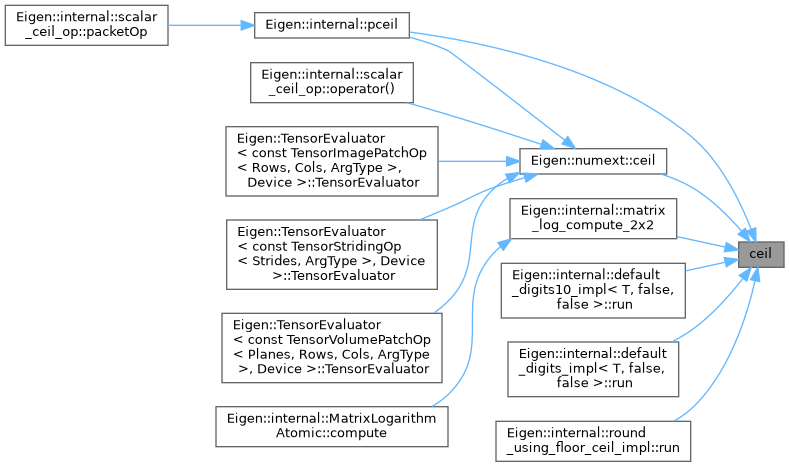 Eigen::internal::scalar
_ceil_op::packetOp
Eigen::internal::pceil
Eigen::internal::scalar
_ceil_op::operator()
Eigen::TensorEvaluator
< const TensorImagePatchOp
< Rows, Cols, ArgType >,
Device >::TensorEvaluator
Eigen::numext::ceil
Eigen::TensorEvaluator
< const TensorStridingOp
< Strides, ArgType >, Device
>::TensorEvaluator
Eigen::internal::matrix
_log_compute_2x2
ceil
Eigen::internal::default
_digits10_impl< T, false,
false >::run
Eigen::TensorEvaluator
< const TensorVolumePatchOp
< Planes, Rows, Cols, ArgType
>, Device >::TensorEvaluator
Eigen::internal::default
_digits_impl< T, false,
false >::run
Eigen::internal::MatrixLogarithm
Atomic::compute
Eigen::internal::round
_using_floor_ceil_impl::run